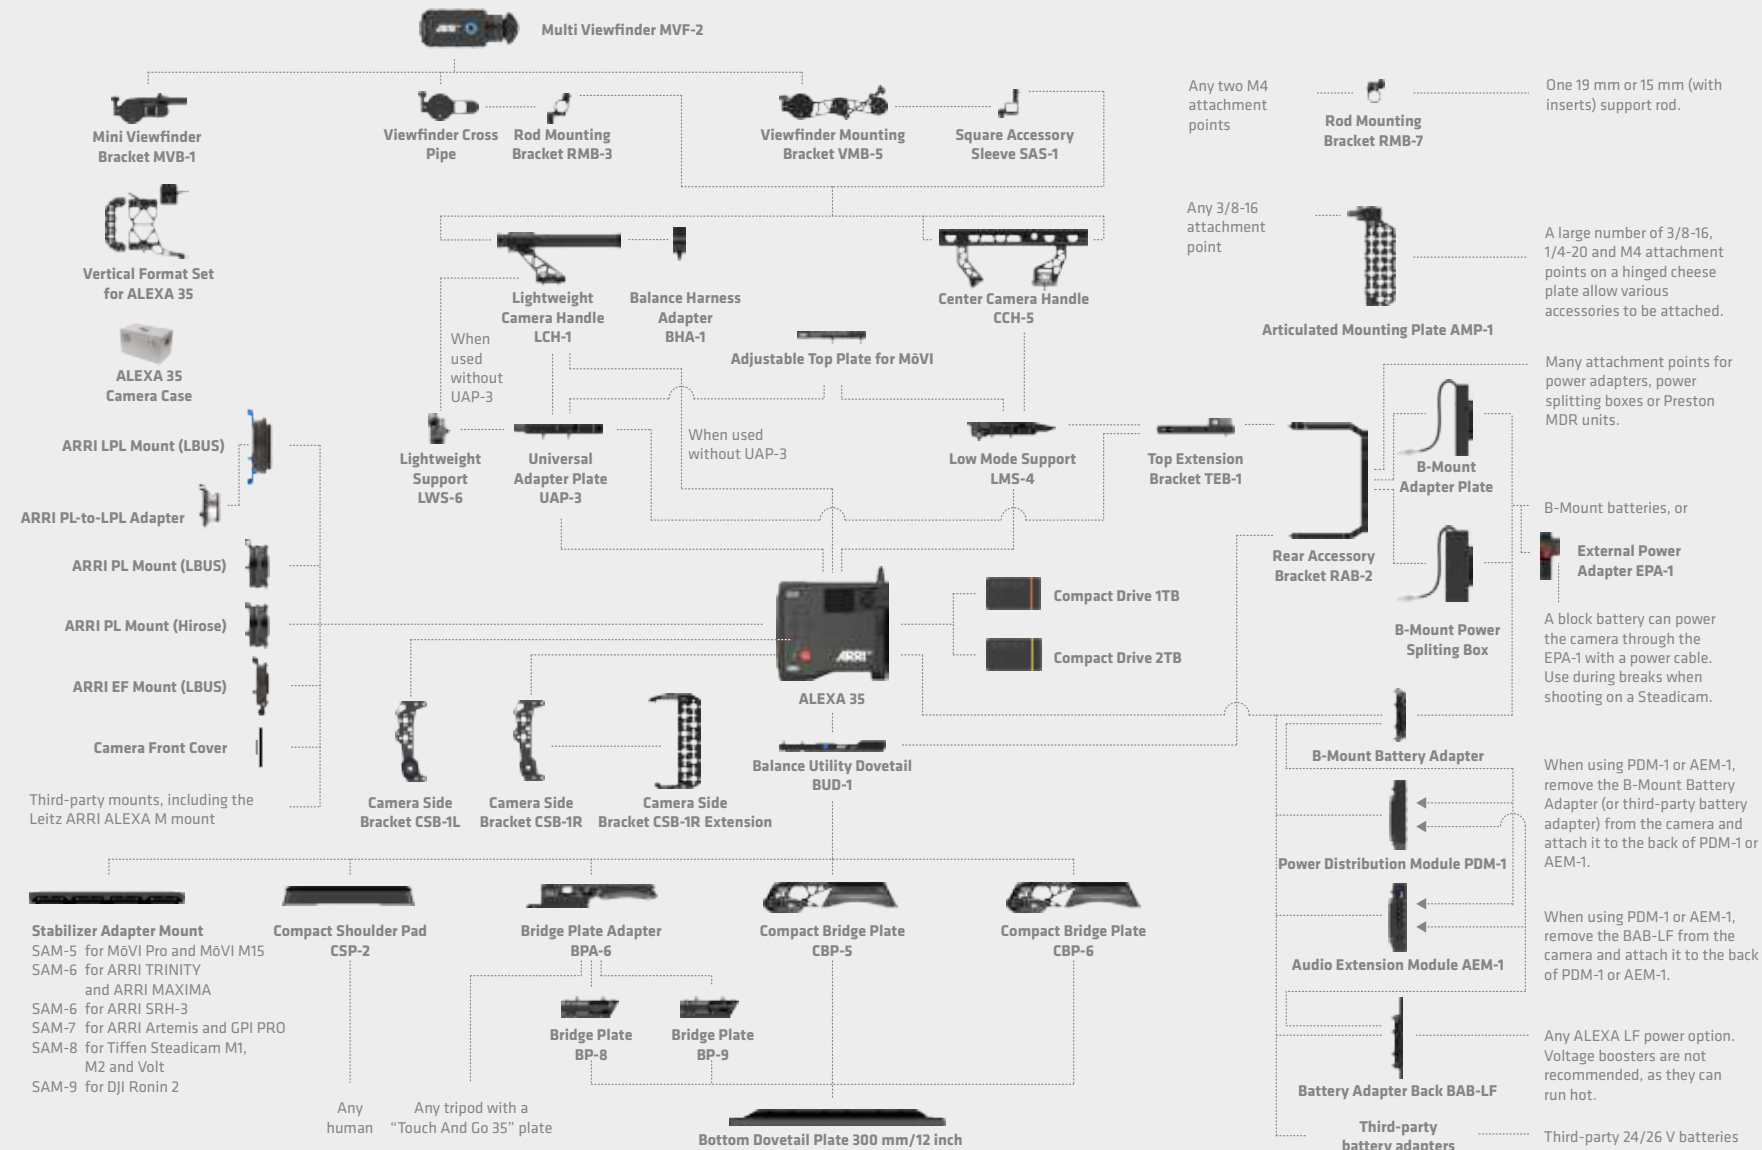 Multi Viewfinder MVF-2
Mini Viewfinder
Bracket MVB-1
Viewfinder Cross
Pipe
Rod Mounting
Bracket RMB-3
Viewfinder Mounting
Bracket VMB-5
Square Accessory
Sleeve SAS-1
Any two M4
attachment
points
Rod Mounting
Bracket RMB-7
One 19 mm or 15 mm (with
inserts) support rod.
Vertical Format Set
for ALEXA 35
Lightweight
Camera Handle
LCH-1
Balance Harness
Adapter
BHA-1
Center Camera Handle
CCH-5
Any 3/8-16
attachment
point
Articulated Mounting Plate AMP-1
A large number of 3/8-16,
1/4-20 and M4 attachment
points on a hinged cheese
plate allow various
accessories to be attached.
ALEXA 35
Camera Case
When
used
without
UAP-3
Adjustable Top Plate for MōVI
Many attachment points for
power adapters, power
splitting boxes or Preston
MDR units.
ARRI LPL Mount (LBUS)
ARRI PL-to-LPL Adapter
ARRI PL Mount (LBUS)
ARRI PL Mount (Hirose)
ARRI EF Mount (LBUS)
Camera Front Cover
Third-party mounts, including the
Leitz ARRI ALEXA M mount
Lightweight
Support
LWS-6
Universal
Adapter Plate
UAP-3
When used
without UAP-3
Low Mode Support
LMS-4
Top Extension
Bracket TEB-1
Rear Accessory
Bracket RAB-2
B-Mount
Adapter Plate
B-Mount batteries, or
External Power
Adapter EPA-1
B-Mount Power
Spliting Box
A block battery can power
the camera through the
EPA-1 with a power cable.
Use during breaks when
shooting on a Steadicam.
ARRI
ALEXA 35
Compact Drive 1TB
Compact Drive 2TB
Balance Utility Dovetail
BUD-1
Camera Side
Bracket CSB-1L
Camera Side
Bracket CSB-1R
Camera Side
Bracket CSB-1R Extension
B-Mount Battery Adapter
When using PDM-1 or AEM-1,
remove the B-Mount Battery
Adapter (or third-party battery
adapter) from the camera and
attach it to the back of PDM-1 or
AEM-1.
Power Distribution Module PDM-1
Audio Extension Module AEM-1
When using PDM-1 or AEM-1,
remove the BAB-LF from the
camera and attach it to the back
of PDM-1 or AEM-1.
Battery Adapter Back BAB-LF
Any ALEXA LF power option.
Voltage boosters are not
recommended, as they can
run hot.
Third-party
battery adapters
Third-party 24/26 V batteries
Stabilizer Adapter Mount
SAM-5 for MōVI Pro and MōVI M15
SAM-6 for ARRI TRINITY
and ARRI MAXIMA
SAM-6 for ARRI SRH-3
SAM-7 for ARRI Artemis and GPI PRO
SAM-8 for Tiffen Steadicam M1,
M2 and Volt
SAM-9 for DJI Ronin 2
Compact Shoulder Pad
CSP-2
Bridge Plate Adapter
BPA-6
Compact Bridge Plate
CBP-5
Compact Bridge Plate
CBP-6
Bridge Plate
BP-8
Bridge Plate
BP-9
Any
human
Any tripod with a
“Touch And Go 35” plate
Bottom Dovetail Plate 300 mm/12 inch